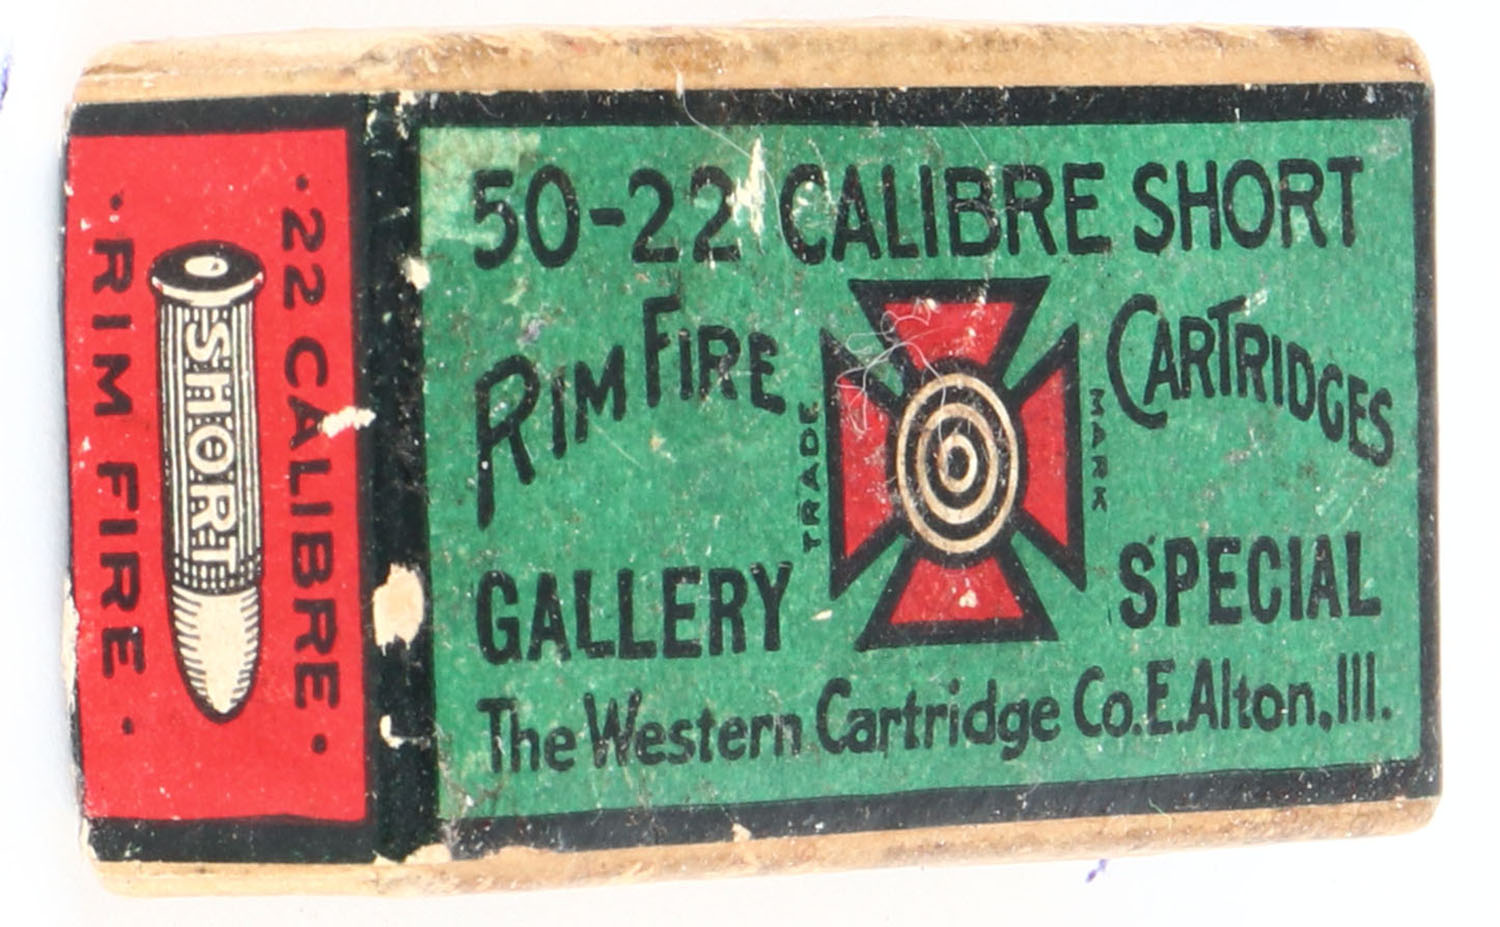 50-22 CALIBRE SHORT
RIM FIRE CARTRIDGES
TRADE MARK
GALLERY SPECIAL
The Western Cartridge Co. E. Alton, Ill.
·22 CALIBRE·
SHORT
·RIM FIRE·